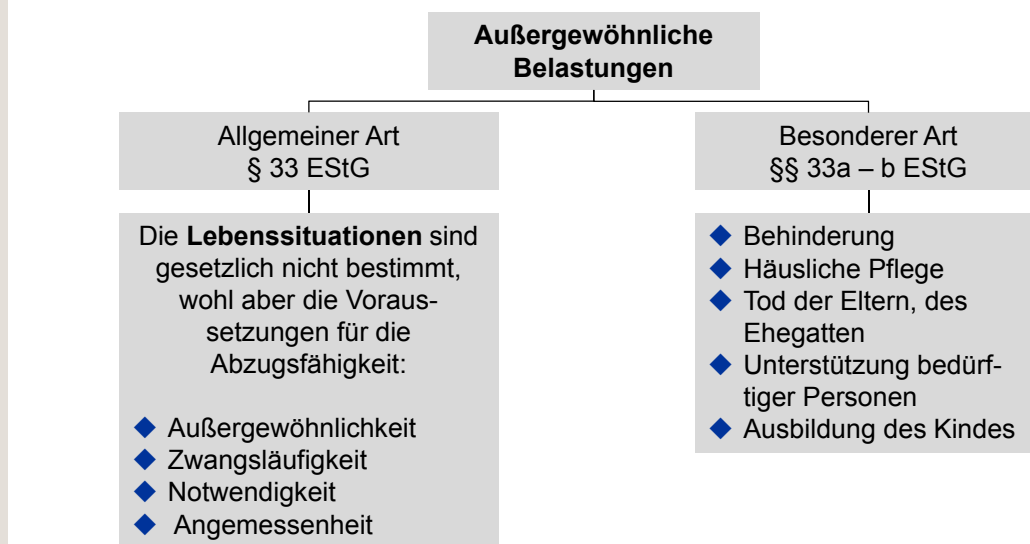 Außergewöhnliche
Belastungen
Allgemeiner Art
§ 33 EStG
Die Lebenssituationen sind
gesetzlich nicht bestimmt,
wohl aber die Voraus-
setzungen für die
Abzugsfähigkeit:
◆ Außergewöhnlichkeit
◆ Zwangsläufigkeit
◆ Notwendigkeit
◆ Angemessenheit
Besonderer Art
§§ 33a – b EStG
◆ Behinderung
◆ Häusliche Pflege
◆ Tod der Eltern, des
Ehegatten
◆ Unterstützung bedürf-
tiger Personen
◆ Ausbildung des Kindes